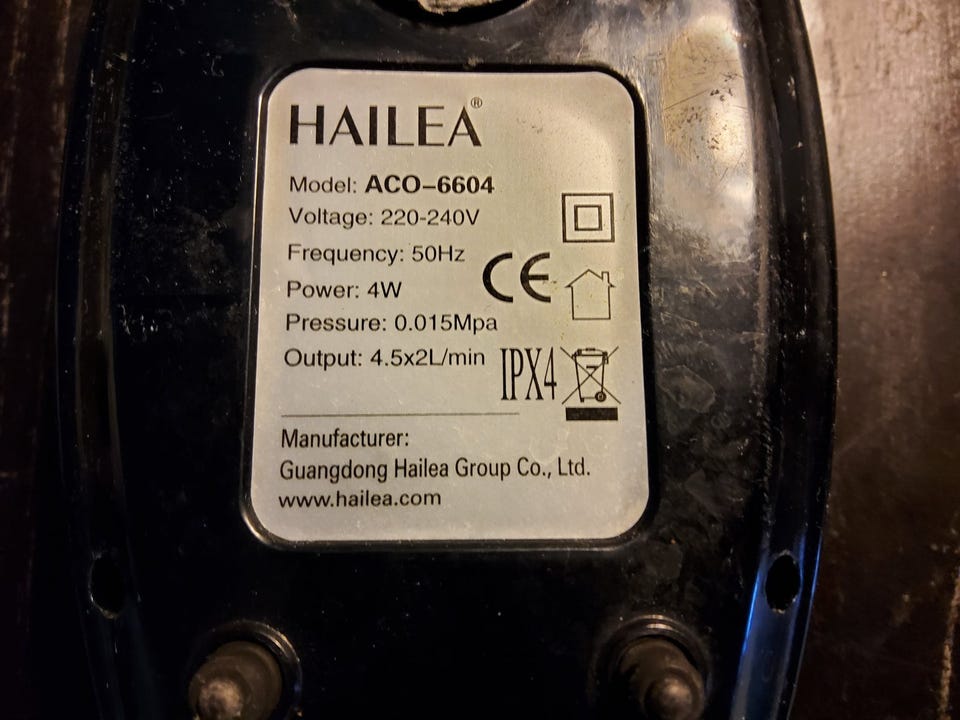 HAILEA®
Model: ACO-6604
Voltage: 220-240V
Frequency: 50Hz
Power: 4W
CE
Pressure: 0.015Mpa
Output: 4.5x2L/min
IPX4
Manufacturer:
Guangdong Hailea Group Co., Ltd.
www.hailea.com